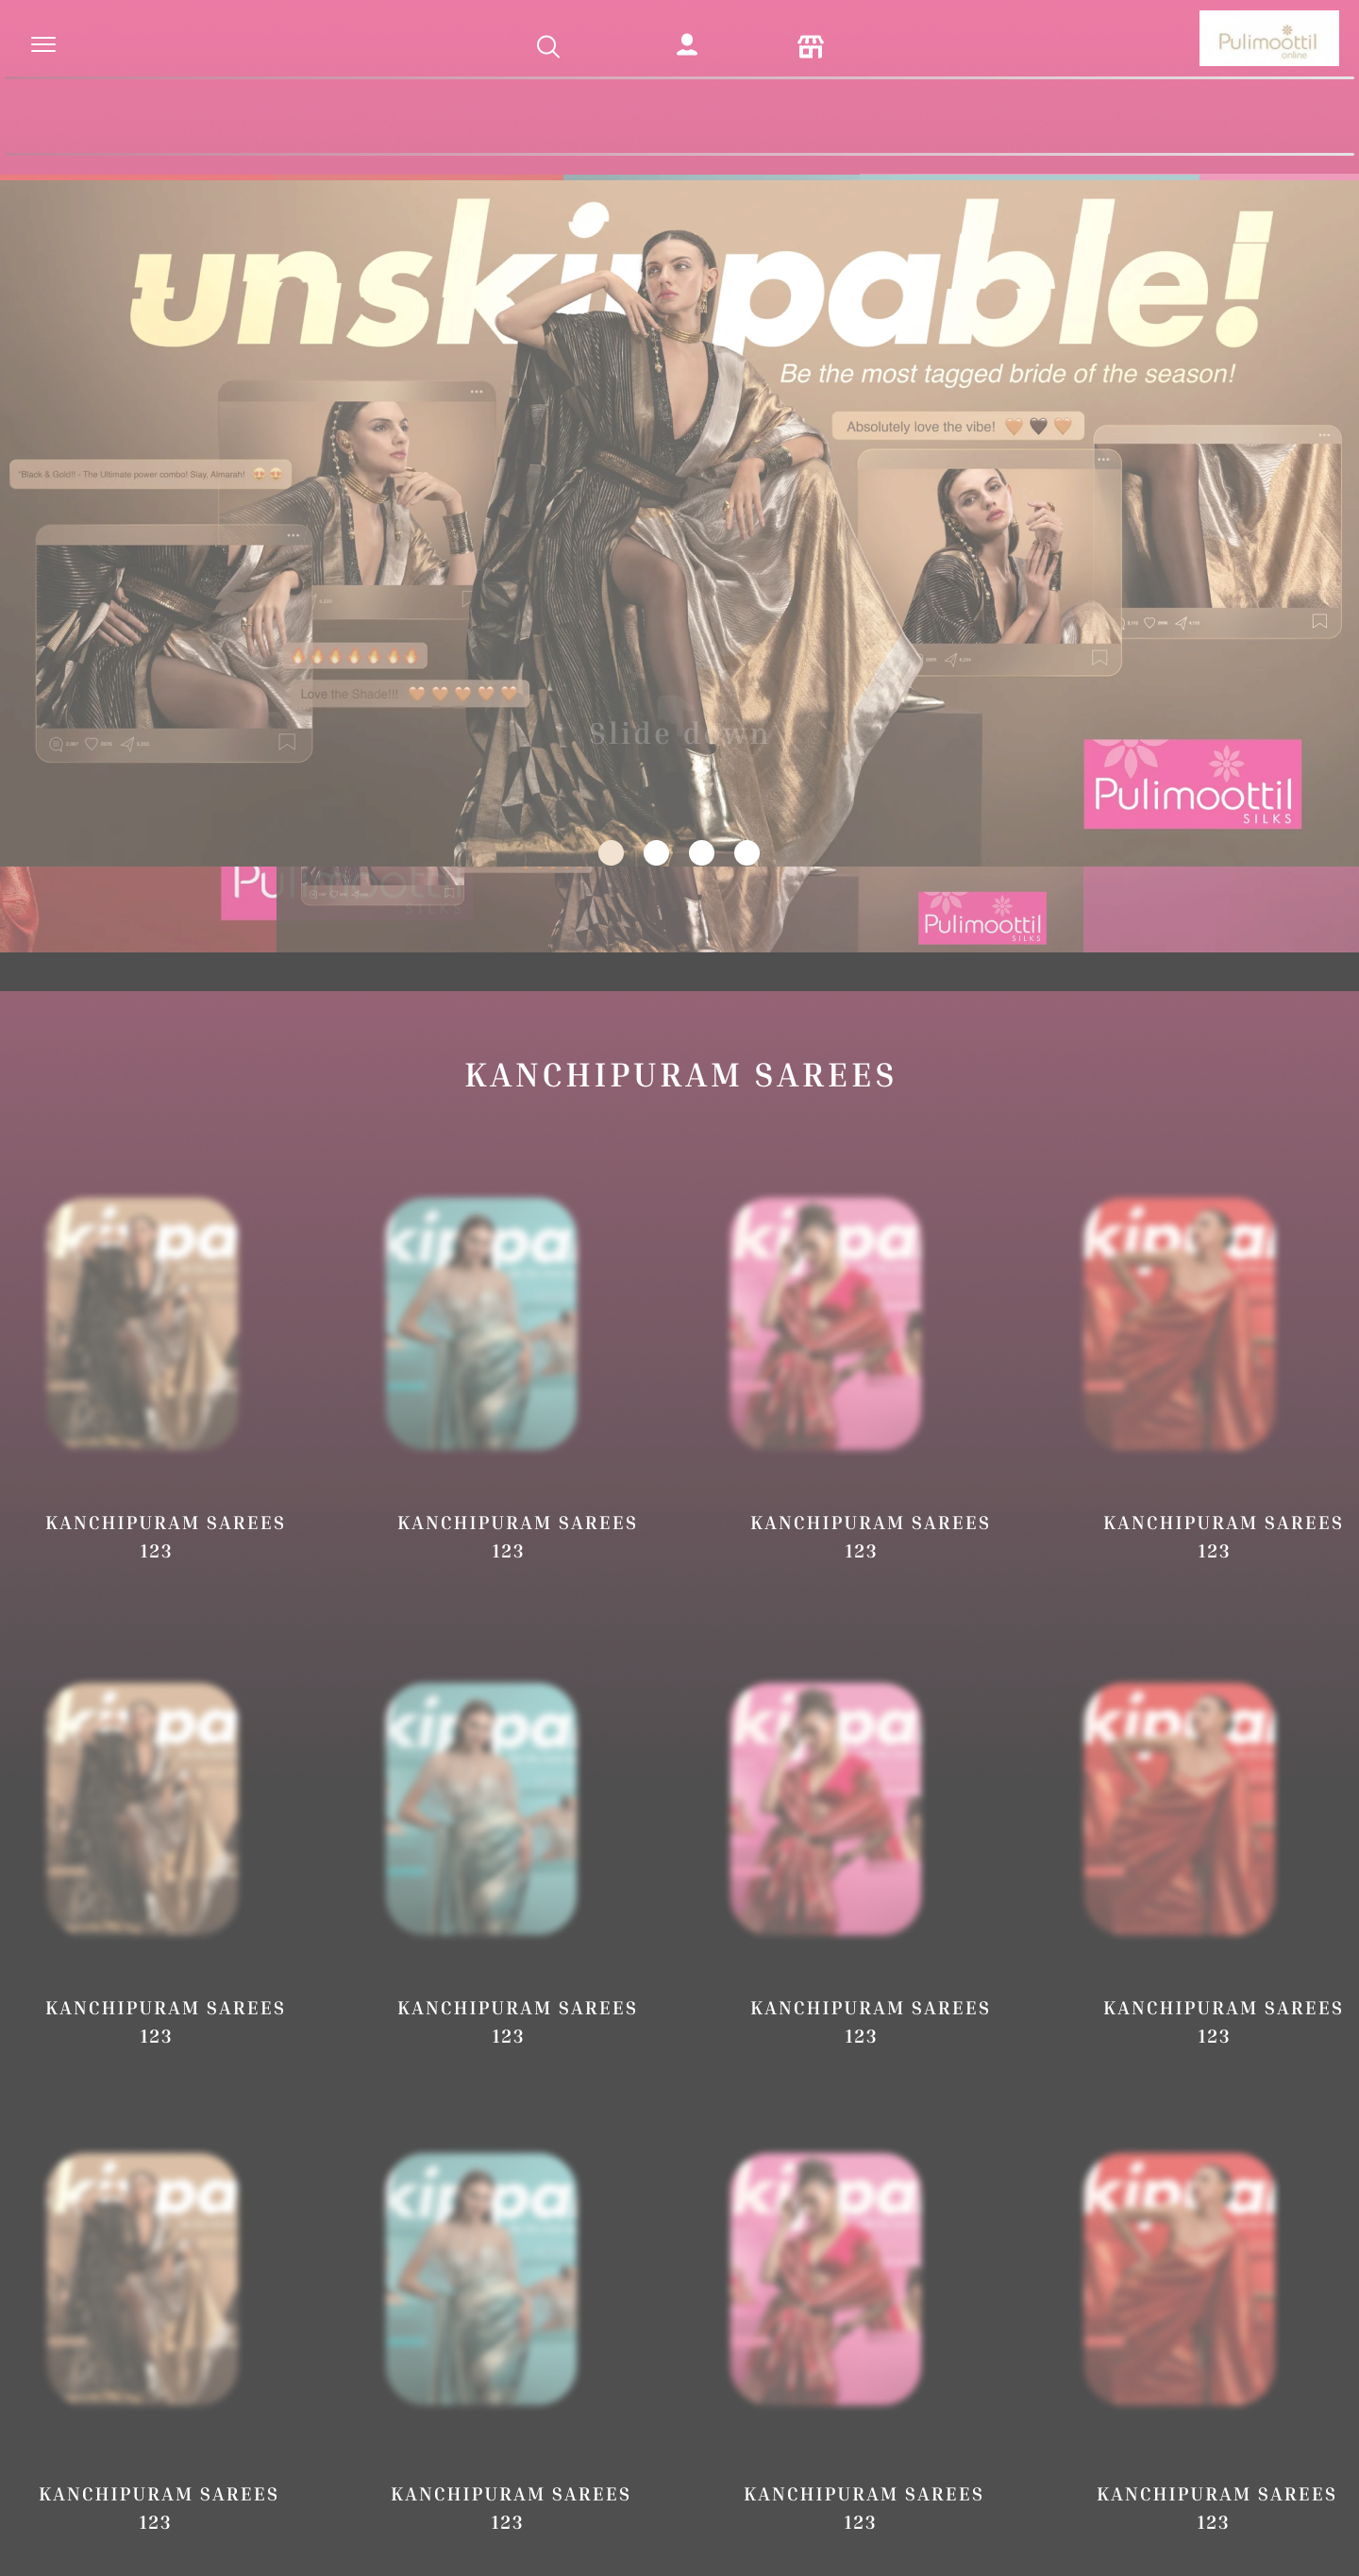 Pulimoottil
online
unskippable!
Be the most tagged bride of the season!
Absolutely love the vibe! 🧡 🖤 🧡
"Black & Gold!! - The Ultimate power combo! Slay, Almarah! 😍 😍
🔥 🔥 🔥 🔥 🔥 🔥 🔥
Love the Shade!!! 🧡 🧡 🧡 🧡 🧡
Slide down
Pulimoottil
SILKS
Pulimoottil
SILKS
Pulimoottil
SILKS
KANCHIPURAM SAREES
KANCHIPURAM SAREES KANCHIPURAM SAREES KANCHIPURAM SAREES KANCHIPURAM SAREES
123 123 123 123
KANCHIPURAM SAREES KANCHIPURAM SAREES KANCHIPURAM SAREES KANCHIPURAM SAREES
123 123 123 123
KANCHIPURAM SAREES KANCHIPURAM SAREES KANCHIPURAM SAREES KANCHIPURAM SAREES
123 123 123 123